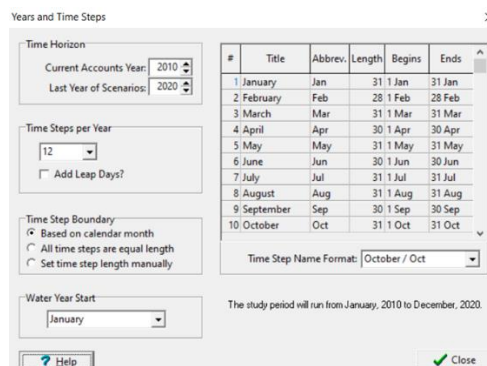 Years and Time Steps
Time Horizon
Current Accounts Year: 2010
Last Year of Scenarios: 2020
Time Steps per Year
12
Add Leap Days?
Time Step Boundary
Based on calendar month
All time steps are equal length
Set time step length manually
Water Year Start
January
Help
# Title Abbrev. Length Begins Ends
1 January Jan 31 1 Jan 31 Jan
2 February Feb 28 1 Feb 28 Feb
3 March Mar 31 1 Mar 31 Mar
4 April Apr 30 1 Apr 30 Apr
5 May May 31 1 May 31 May
6 June Jun 30 1 Jun 30 Jun
7 July Jul 31 1 Jul 31 Jul
8 August Aug 31 1 Aug 31 Aug
9 September Sep 30 1 Sep 30 Sep
10 October Oct 31 1 Oct 31 Oct
Time Step Name Format: October / Oct
The study period will run from January, 2010 to December, 2020.
Close